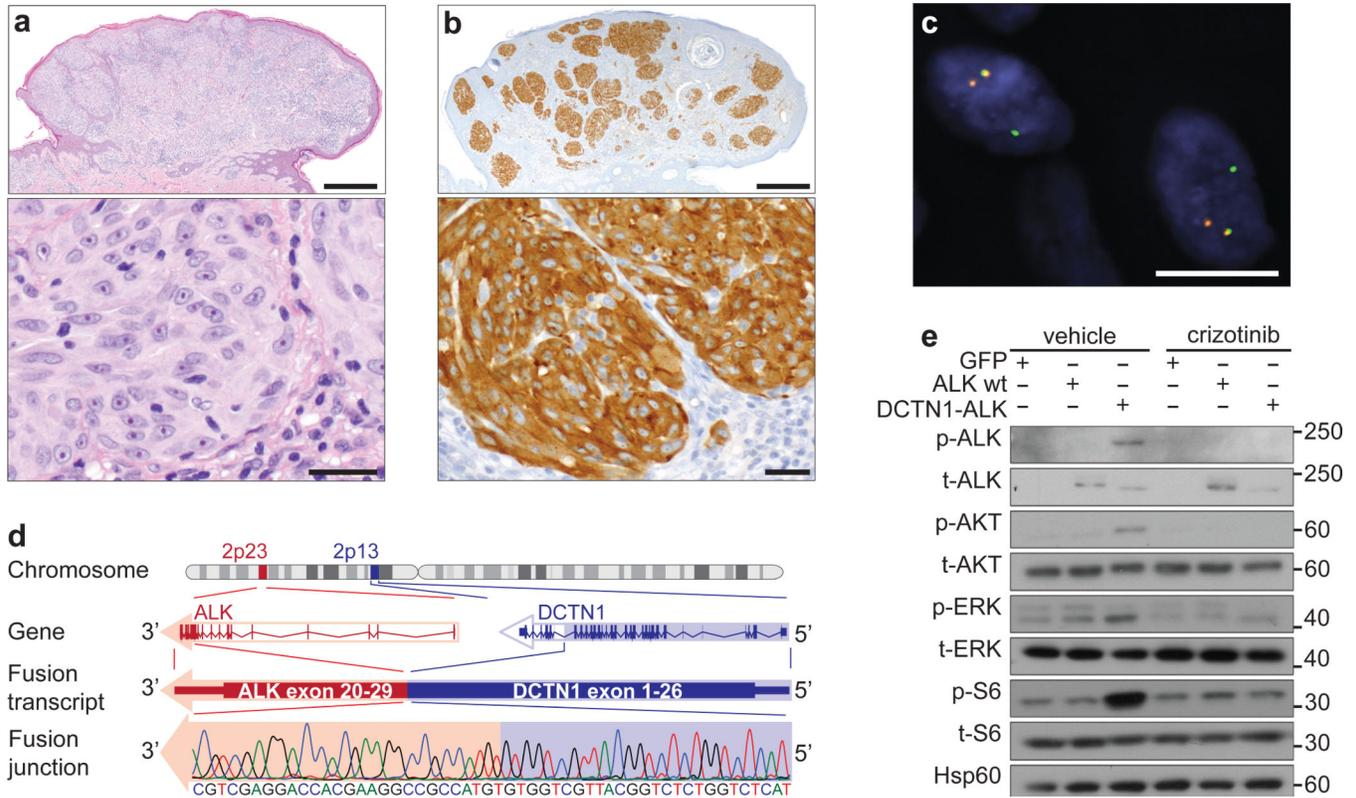 a
b
c
d
2p23 2p13
Chromosome
ALK DCTN1
Gene 3’ 5’
Fusion
transcript 3’ ALK exon 20-29 DCTN1 exon 1-26 5’
Fusion
junction 3’ 5’
CGTCGAGGACCACGAAGGCCGCCATGTGTGGTCGTTACGGTCTCTGGTCTCAT
e vehicle crizotinib
GFP + – – + – –
ALK wt – + – – + –
DCTN1-ALK – – + – – +
p-ALK 250
t-ALK 250
p-AKT 60
t-AKT 60
p-ERK 40
t-ERK 40
p-S6 30
t-S6 30
Hsp60 60